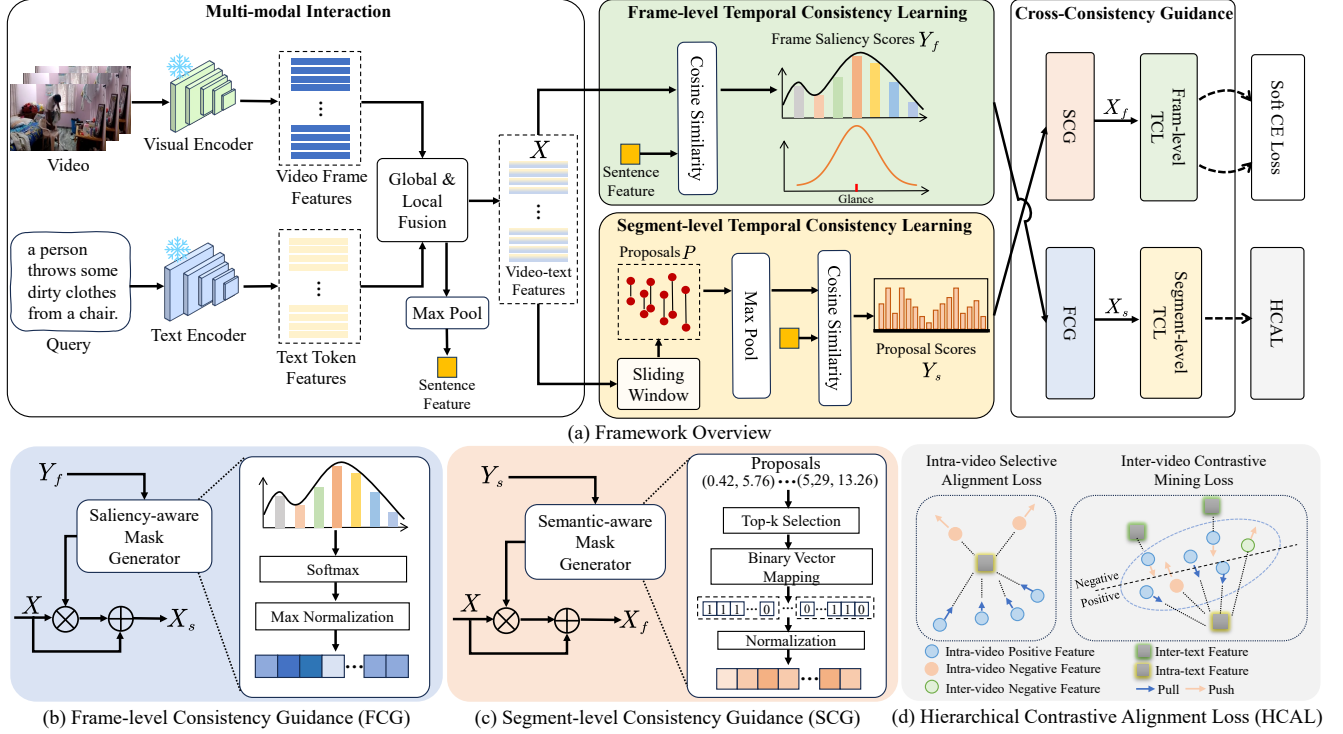 Multi-modal Interaction
Video
Visual Encoder
Video Frame
Features
a person
throws some
dirty clothes
from a chair.
Query
Text Encoder
Text Token
Features
Global &
Local
Fusion
Max Pool
Sentence
Feature
X
Video-text
Features
Frame-level Temporal Consistency Learning
Sentence
Feature
Cosine Similarity
Frame Saliency Scores Y_f
Glance
Segment-level Temporal Consistency Learning
Proposals P
Sliding
Window
Max Pool
Cosine Similarity
Proposal Scores
Y_s
Cross-Consistency Guidance
SCG
X_f
Fram-level
TCL
Soft CE Loss
FCG
X_s
Segment-level
TCL
HCAL
(a) Framework Overview
Y_f
Saliency-aware
Mask
Generator
X
X_s
Softmax
Max Normalization
(b) Frame-level Consistency Guidance (FCG)
Y_s
Semantic-aware
Mask
Generator
X
X_f
Proposals
(0.42, 5.76) ••• (5,29, 13.26)
Top-k Selection
Binary Vector
Mapping
1 1 1 ... 0 ... 0 ... 1 1 0
Normalization
(c) Segment-level Consistency Guidance (SCG)
Intra-video Selective
Alignment Loss
Inter-video Contrastive
Mining Loss
Negative
Positive
Intra-video Positive Feature
Intra-video Negative Feature
Inter-video Negative Feature
Inter-text Feature
Intra-text Feature
Pull
Push
(d) Hierarchical Contrastive Alignment Loss (HCAL)